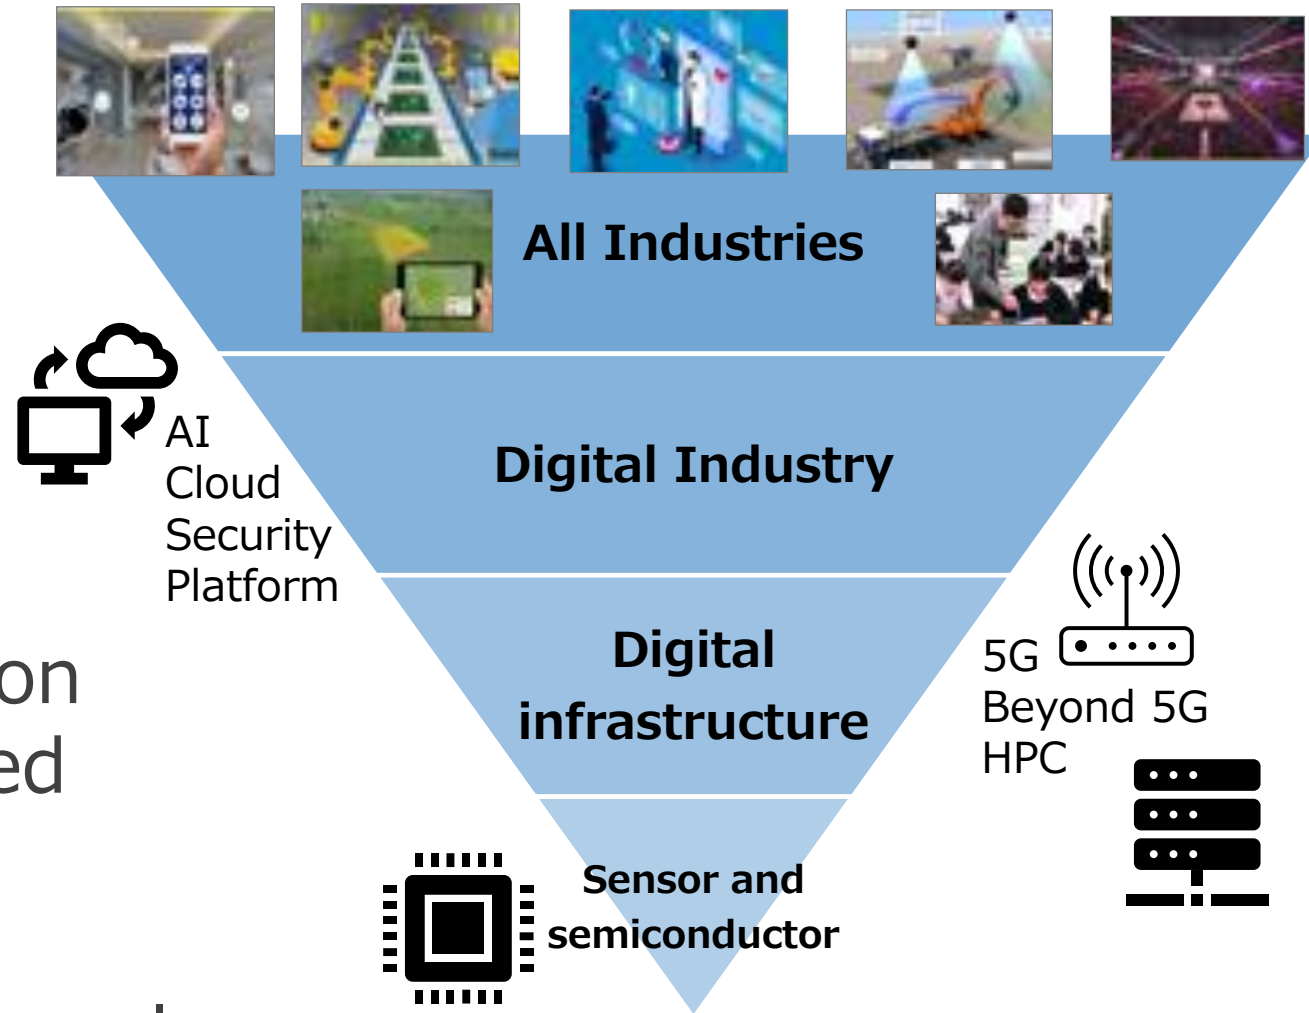 All Industries
AI
Cloud
Security
Platform
Digital Industry
Digital
infrastructure
5G
Beyond 5G
HPC
on
ed
Sensor and
semiconductor